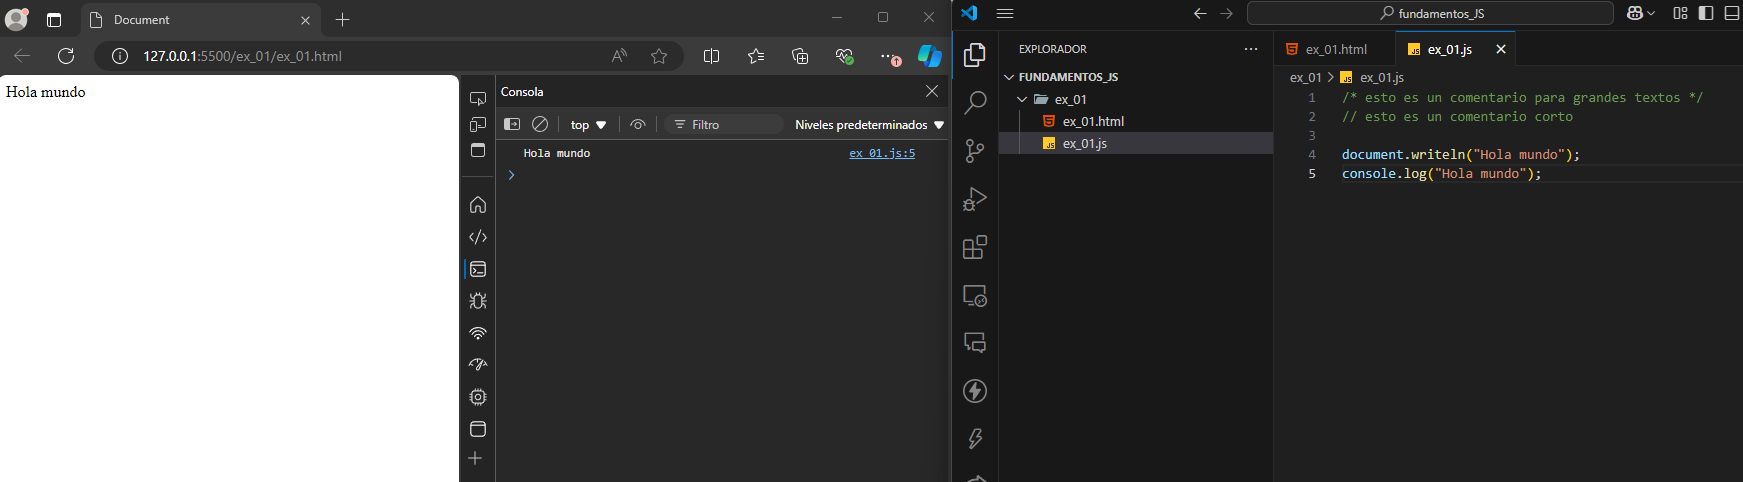 Document
127.0.0.1:5500/ex_01/ex_01.html
Hola mundo
Consola
top
Filtro
Niveles predeterminados
Hola mundo
ex_01.js:5
fundamentos_JS
EXPLORADOR
FUNDAMENTOS_JS
ex_01
ex_01.html
JS ex_01.js
ex_01.html
JS ex_01.js
ex_01 > JS ex_01.js
1 /* esto es un comentario para grandes textos */
2 // esto es un comentario corto
3
4 document.writeln("Hola mundo");
5 console.log("Hola mundo");